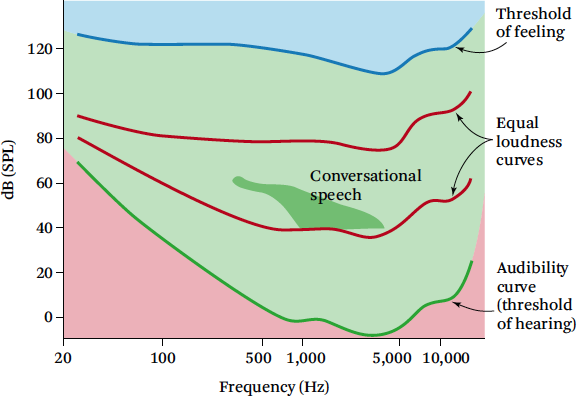 Threshold
of feeling
120
100
80
60
40
20
0
dB (SPL)
Equal
loudness
curves
Conversational
speech
Audibility
curve
(threshold
of hearing)
20 100 500 1,000 5,000 10,000
Frequency (Hz)